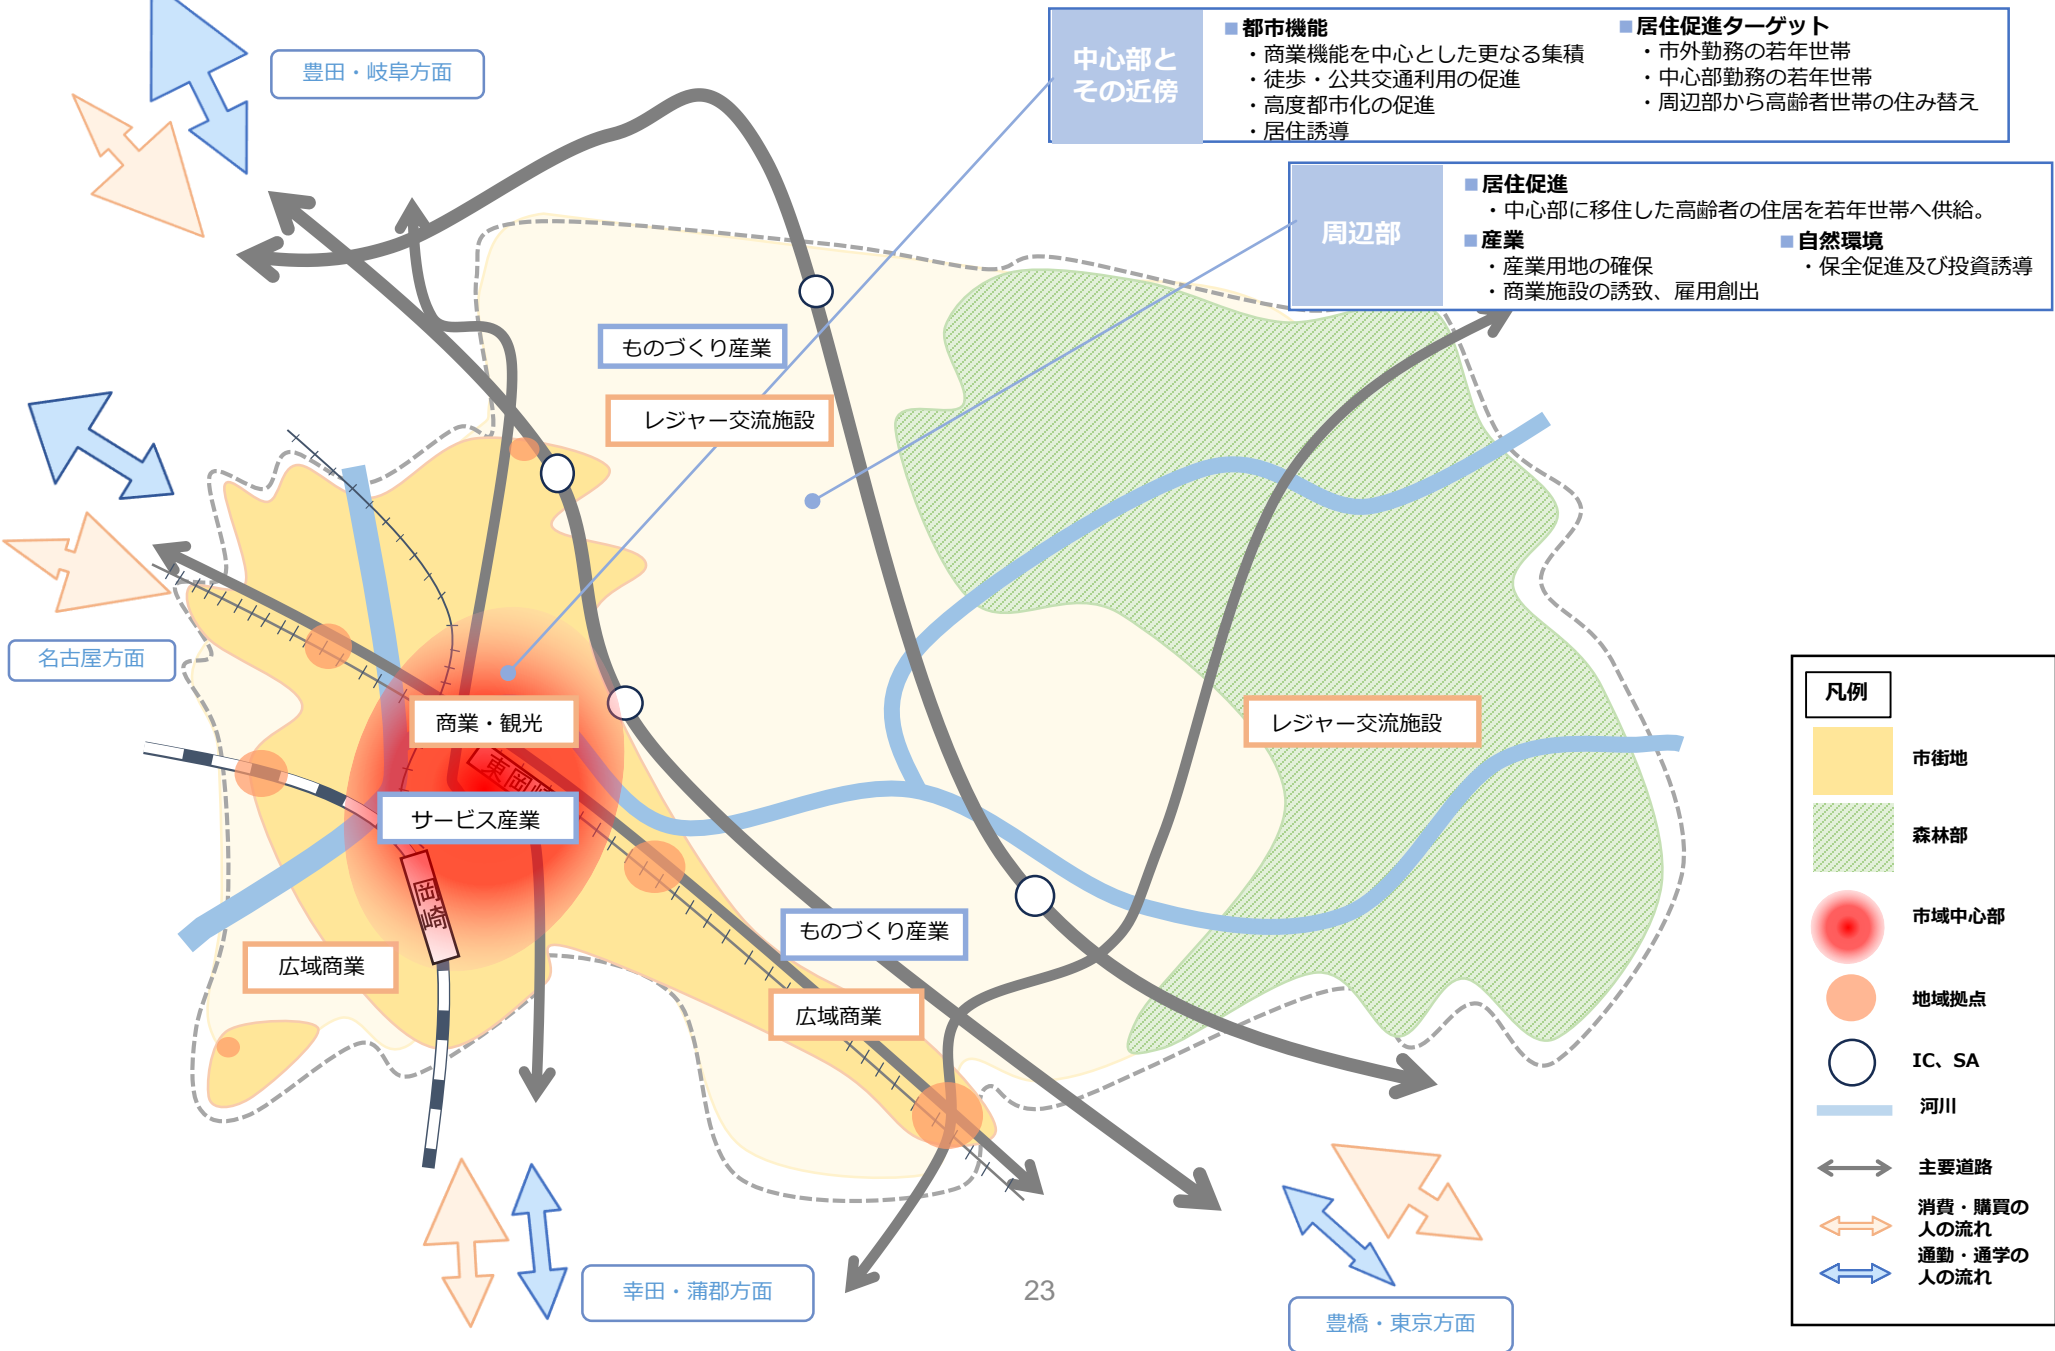 中心部と
その近傍
■都市機能
・商業機能を中心とした更なる集積
・徒歩・公共交通利用の促進
・高度都市化の促進
・居住誘導
■居住促進ターゲット
・市外勤務の若年世帯
・中心部勤務の若年世帯
・周辺部から高齢者世帯の住み替え
周辺部
■居住促進
・中心部に移住した高齢者の住居を若年世帯へ供給。
■産業
・産業用地の確保
・商業施設の誘致、雇用創出
■自然環境
・保全促進及び投資誘導
豊田・岐阜方面
ものづくり産業
レジャー交流施設
名古屋方面
商業・観光
東岡
サービス産業
岡崎
レジャー交流施設
広域商業
ものづくり産業
広域商業
幸田・蒲郡方面
豊橋・東京方面
凡例
市街地
森林部
市域中心部
地域拠点
IC、SA
河川
主要道路
消費・購買の
人の流れ
通勤・通学の
人の流れ
23